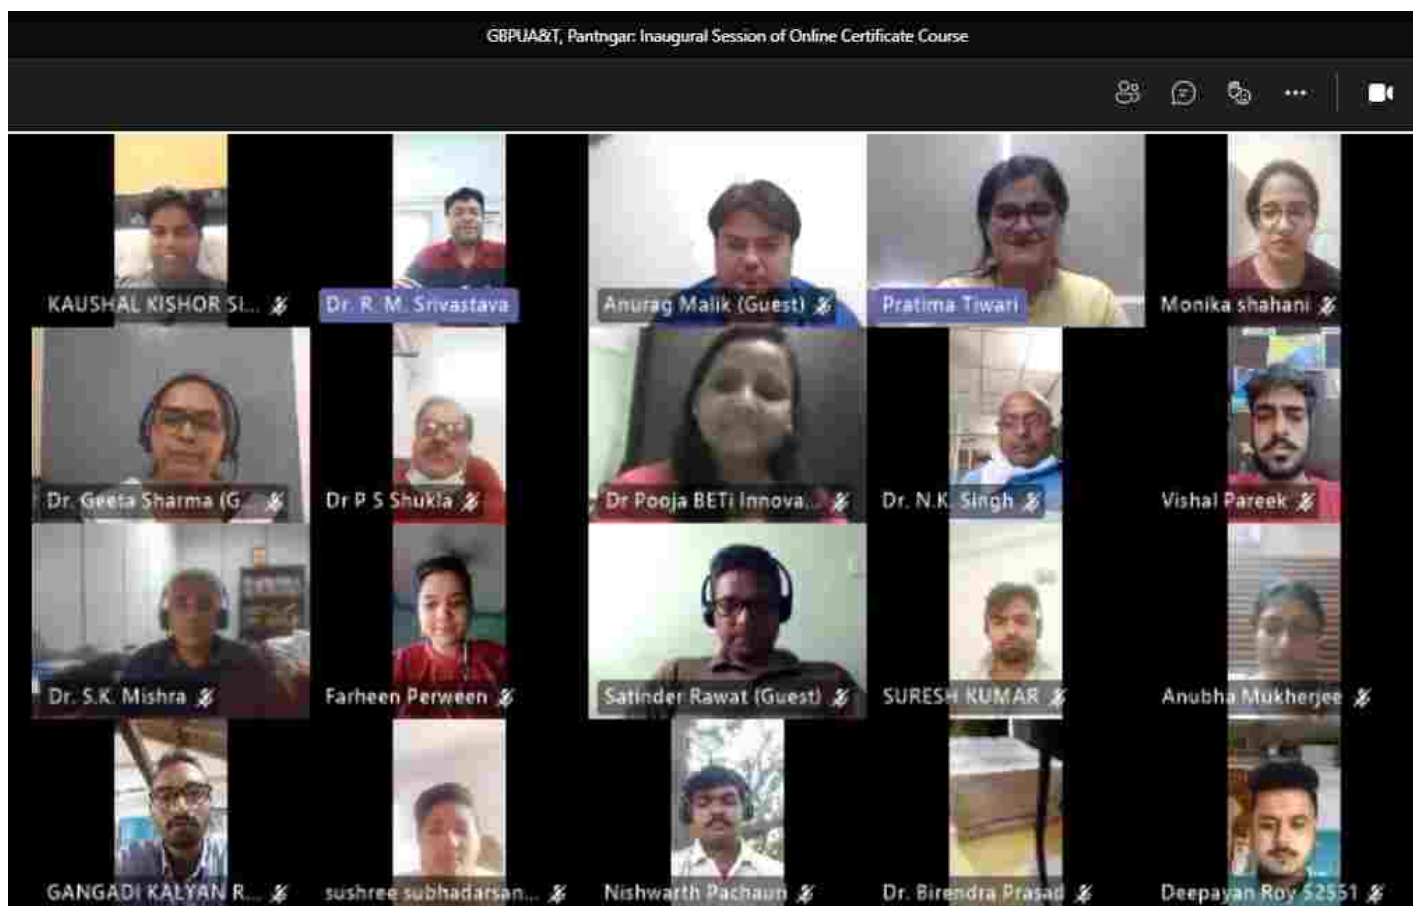 GBPUA&T, Pantngar: Inaugural Session of Online Certificate Course
KAUSHAL KISHOR SI...
Dr. R. M. Srivastava
Anurag Malik (Guest)
Pratima Tiwari
Monika shahani
Dr. Geeta Sharma (G...
Dr P S Shukla
Dr Pooja BETi Innova...
Dr. N.K. Singh
Vishal Pareek
Dr. S.K. Mishra
Farheen Perween
Satinder Rawat (Guest)
SURESH KUMAR
Anubha Mukherjee
GANGADI KALYAN R...
sushree subhadarsan...
Nishwarth Pachauri
Dr. Birendra Prasad
Deepayan Roy 52551